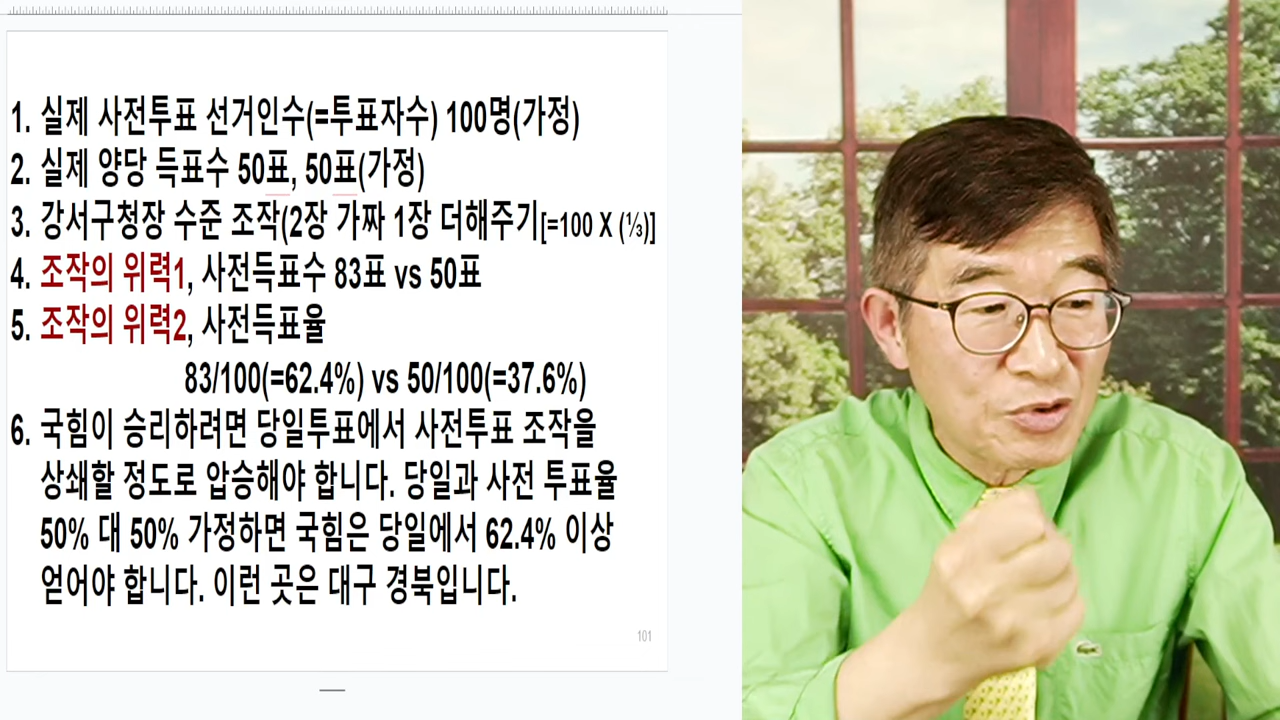 1. 실제 사전투표 선거인수(=투표자수) 100명(가정)
2. 실제 양당 득표수 50표, 50표(가정)
3. 강서구청장 수준 조작(2장 가짜 1장 더해주기[=100 X (⅓)]
4. 조작의 위력1, 사전득표수 83표 vs 50표
5. 조작의 위력2, 사전득표율
83/100(=62.4%) vs 50/100(=37.6%)
6. 국힘이 승리하려면 당일투표에서 사전투표 조작을
상쇄할 정도로 압승해야 합니다. 당일과 사전 투표율
50% 대 50% 가정하면 국힘은 당일에서 62.4% 이상
얻어야 합니다. 이런 곳은 대구 경북입니다.
101